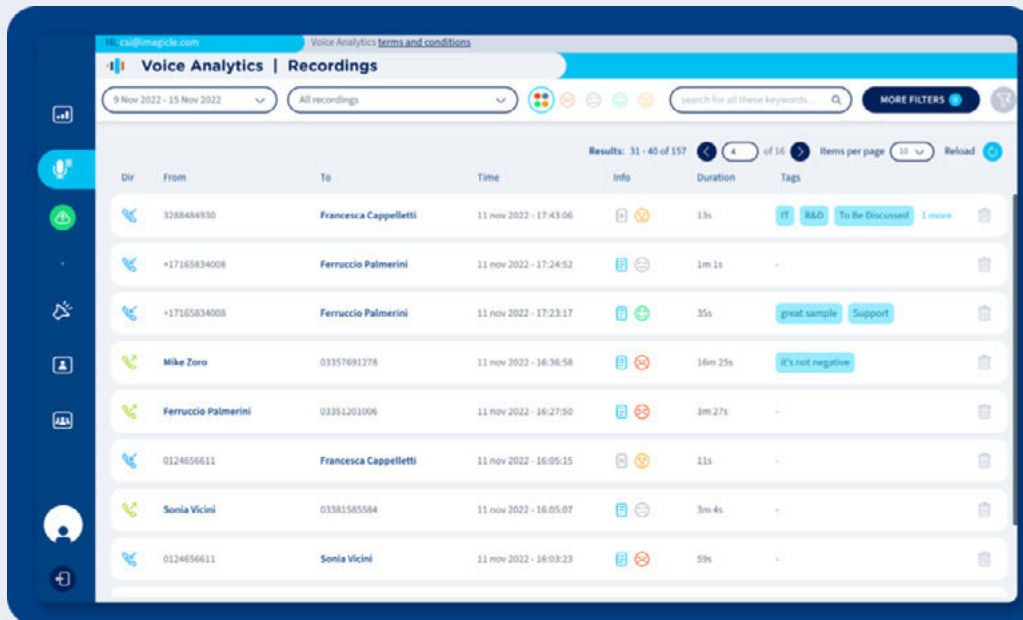 Hi, csi@imagicle.com Voice Analytics terms and conditions
Voice Analytics | Recordings
9 Nov 2022 - 15 Nov 2022 All recordings search for all these keywords... MORE FILTERS 0
Results: 31 - 40 of 157 4 of 16 Items per page 10 Reload
Dir From To Time Info Duration Tags
3288484930 Francesca Cappelletti 11 nov 2022 - 17:43:06 13s IT R&D To Be Discussed 1 more
+17165834008 Ferruccio Palmerini 11 nov 2022 - 17:24:52 1m 1s -
+17165834008 Ferruccio Palmerini 11 nov 2022 - 17:23:17 35s great sample Support
Mike Zoro 03357691278 11 nov 2022 - 16:36:58 16m 25s it's not negative
Ferruccio Palmerini 03351201006 11 nov 2022 - 16:27:50 3m 27s -
0124656611 Francesca Cappelletti 11 nov 2022 - 16:05:15 11s -
Sonia Vicini 03381585584 11 nov 2022 - 16:05:07 3m 4s -
0124656611 Sonia Vicini 11 nov 2022 - 16:03:23 59s -